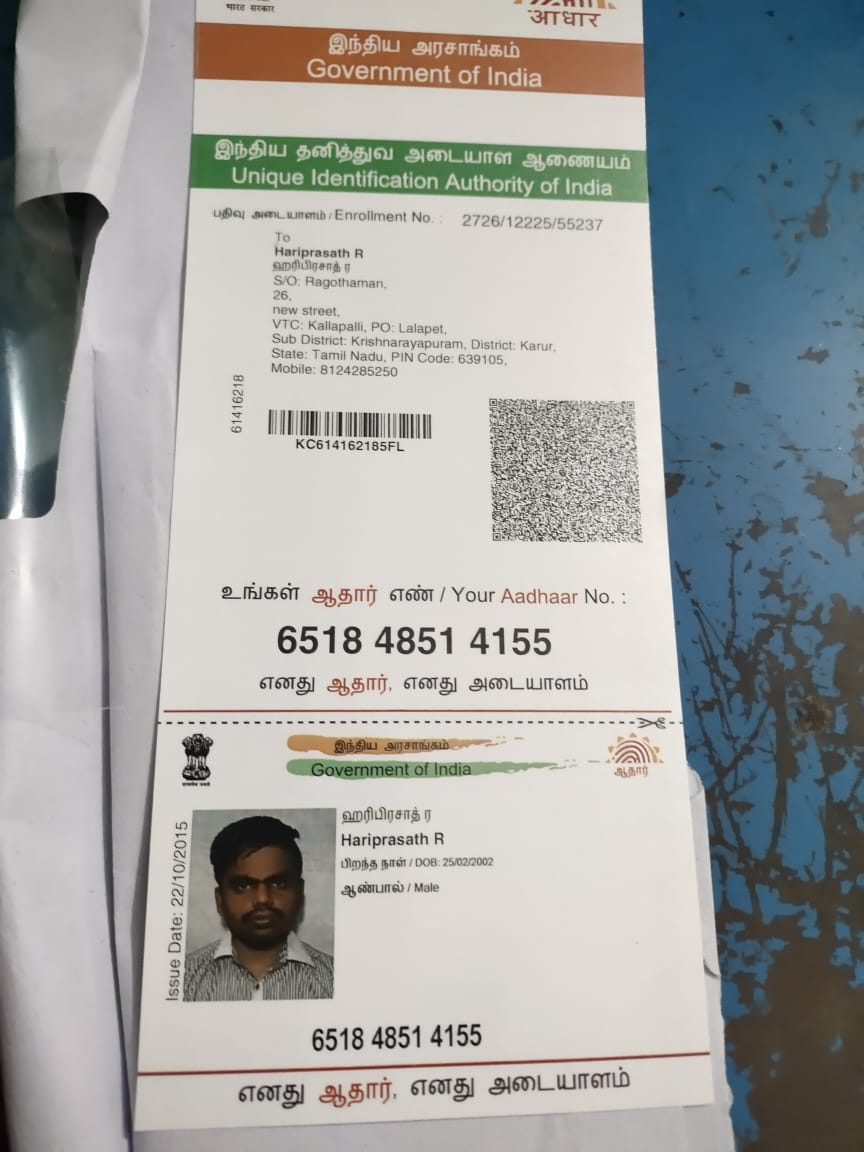 भारत सरकार
आधार
இந்திய அரசாங்கம்
Government of India
இந்திய தனித்துவ அடையாள ஆணையம்
Unique Identification Authority of India
பதிவு அடையாளம் / Enrollment No. : 2726/12225/55237
To
Hariprasath R
ஹரிபிரசாத் ர
S/O: Ragothaman,
26,
new street,
VTC: Kallapalli, PO: Lalapet,
Sub District: Krishnarayapuram, District: Karur,
State: Tamil Nadu, PIN Code: 639105,
Mobile: 8124285250
61416218
KC614162185FL
உங்கள் ஆதார் எண் / Your Aadhaar No. :
6518 4851 4155
எனது ஆதார், எனது அடையாளம்
இந்திய அரசாங்கம்
Government of India
ஆதார்
Issue Date: 22/10/2015
ஹரிபிரசாத் ர
Hariprasath R
பிறந்த நாள் / DOB: 25/02/2002
ஆண்பால் / Male
6518 4851 4155
எனது ஆதார், எனது அடையாளம்